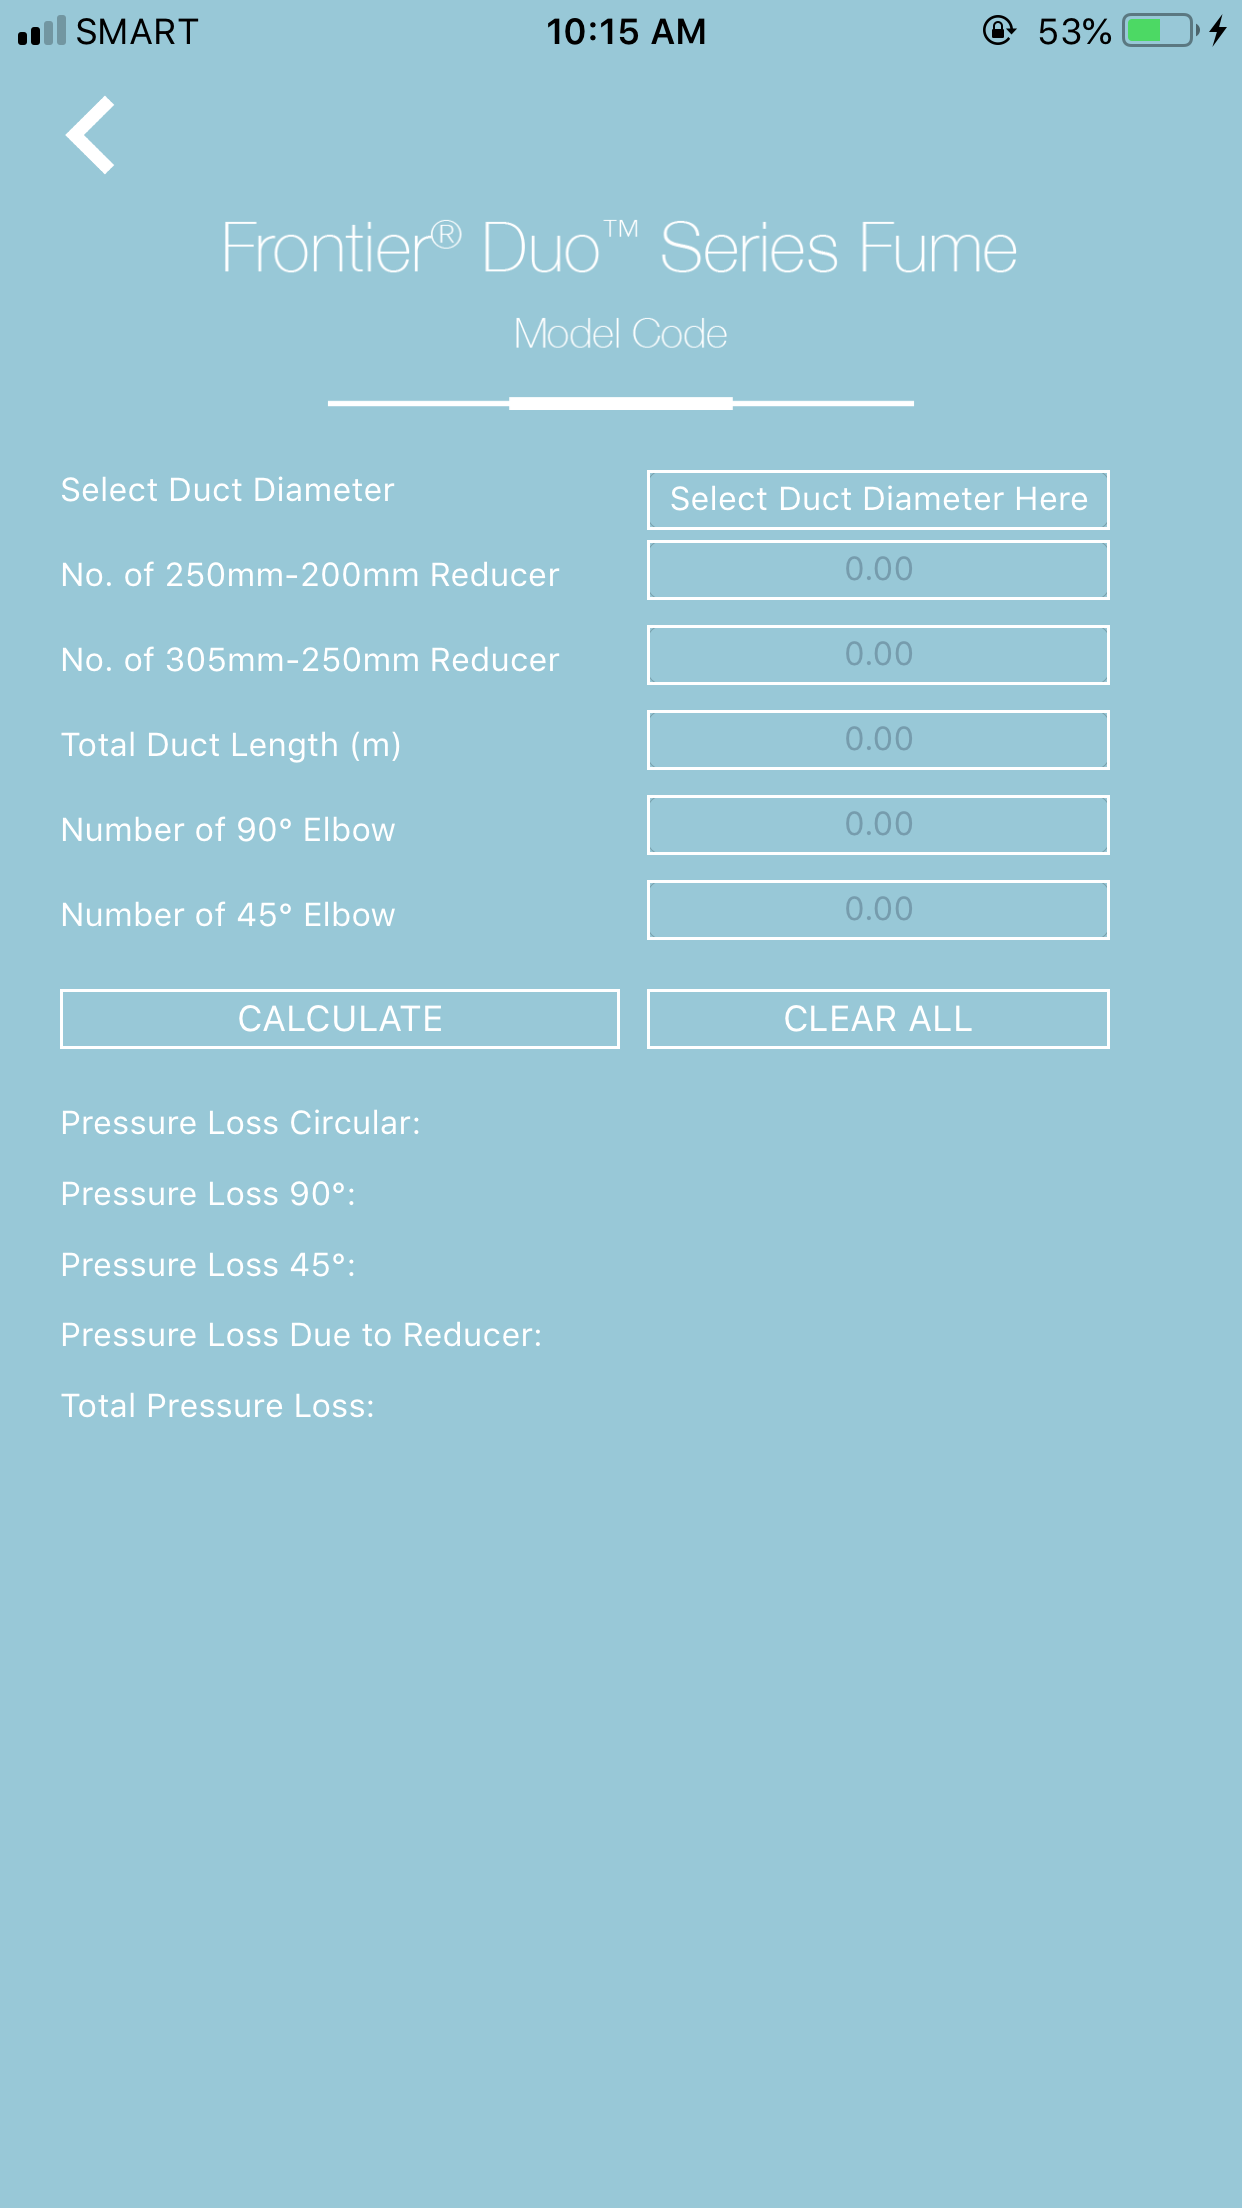 SMART 10:15 AM 53%
Frontier® Duo™ Series Fume
Model Code
Select Duct Diameter Select Duct Diameter Here
No. of 250mm-200mm Reducer 0.00
No. of 305mm-250mm Reducer 0.00
Total Duct Length (m) 0.00
Number of 90° Elbow 0.00
Number of 45° Elbow 0.00
CALCULATE CLEAR ALL
Pressure Loss Circular:
Pressure Loss 90°:
Pressure Loss 45°:
Pressure Loss Due to Reducer:
Total Pressure Loss: